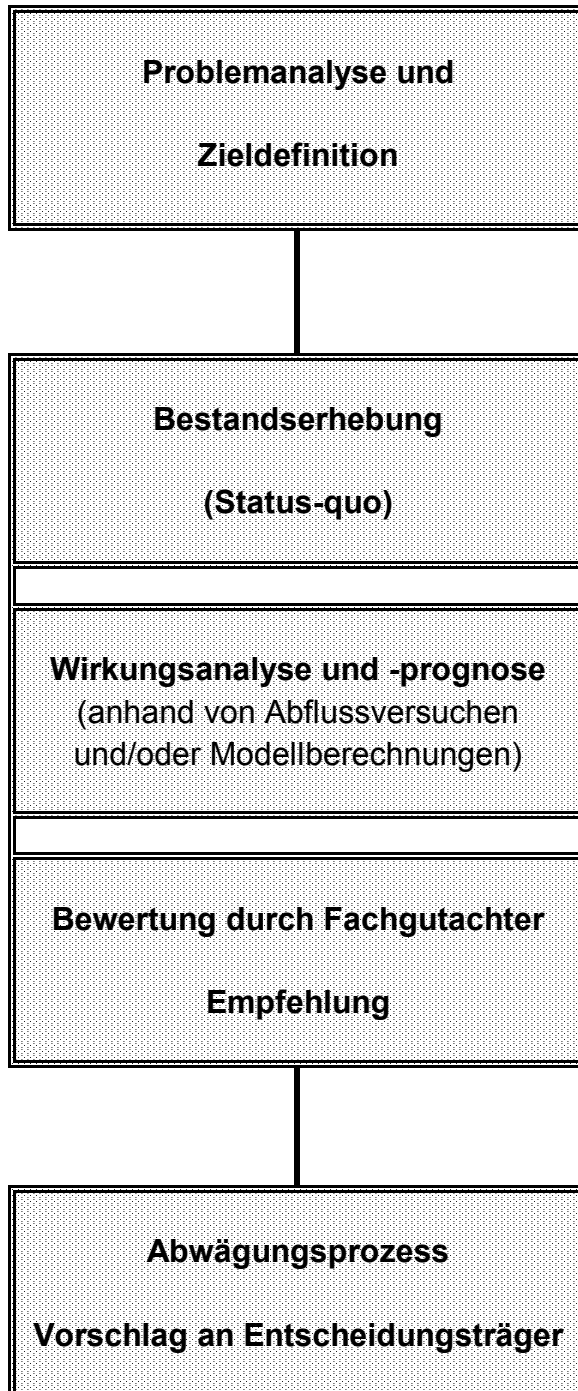 Problemanalyse und
Zieldefinition
Bestandserhebung
(Status-quo)
Wirkungsanalyse und -prognose
(anhand von Abflussversuchen
und/oder Modellberechnungen)
Bewertung durch Fachgutachter
Empfehlung
Abwägungsprozess
Vorschlag an Entscheidungsträger